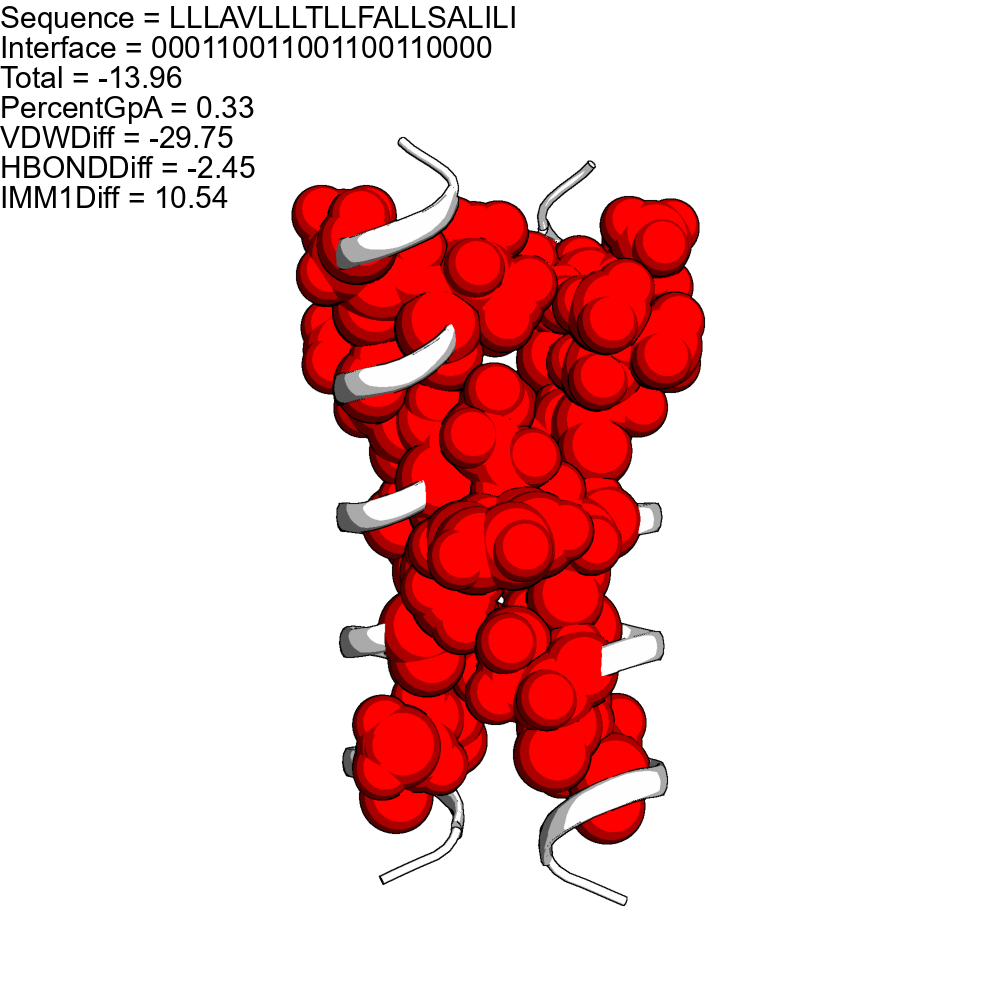 Sequence = LLLAVLLLTLLFALLSALILI
Interface = 000110011001100110000
Total = -13.96
PercentGpA = 0.33
VDWDiff = -29.75
HBONDDiff = -2.45
IMM1Diff = 10.54